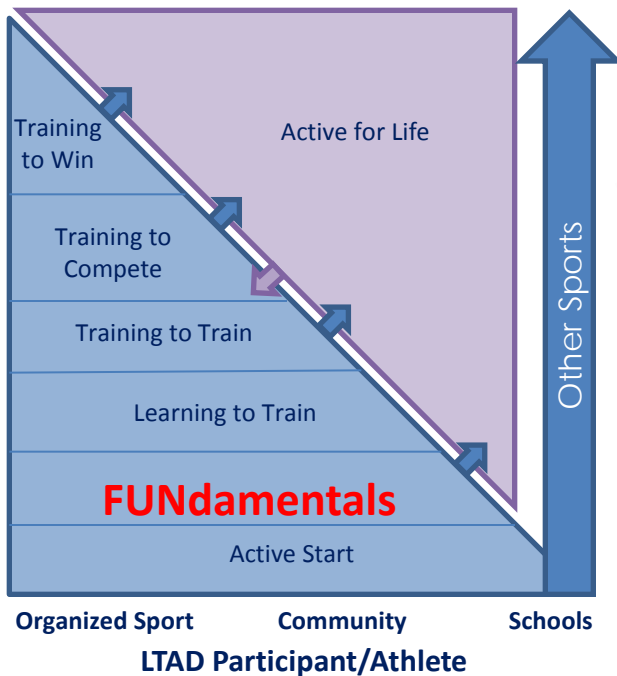 Training
to Win
Active for Life
Training to
Compete
Training to Train
Learning to Train
FUNdamentals
Active Start
Other Sports
Organized Sport
Community
Schools
LTAD Participant/Athlete